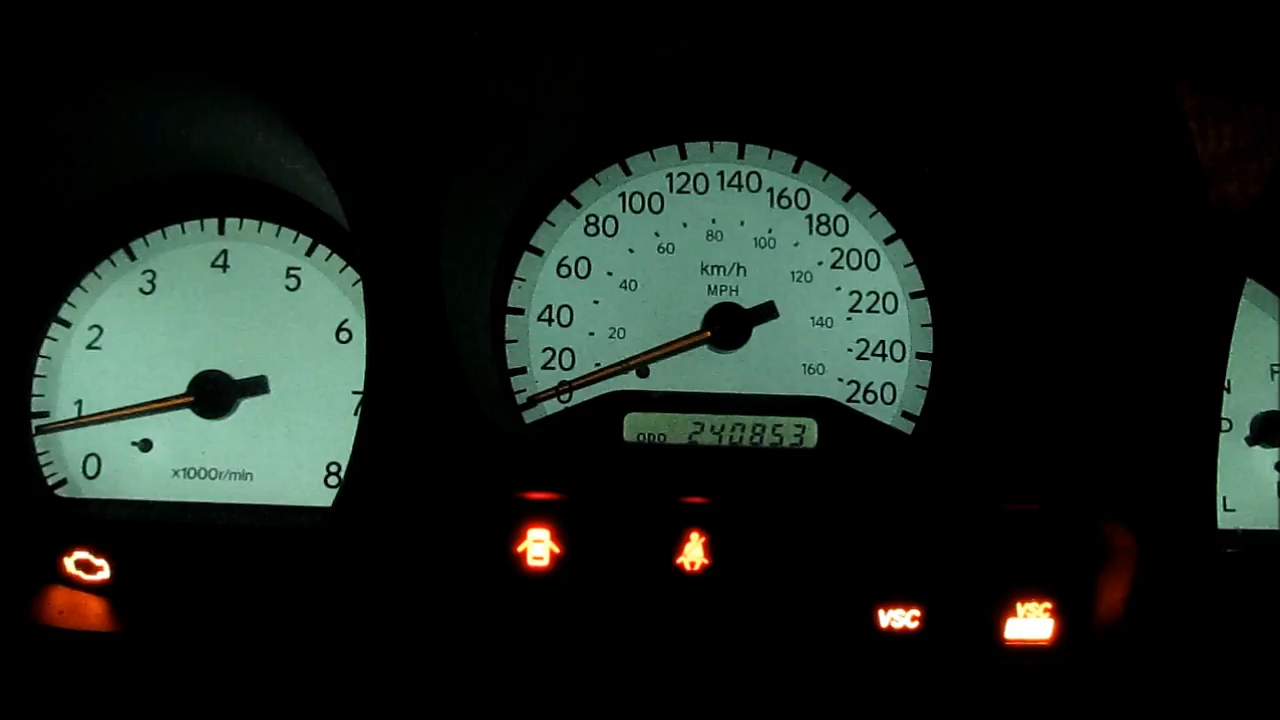 0 1 2 3 4 5 6 7 8
x1000r/min
0 20 40 60 80 100 120 140 160 180 200 220 240 260
20 40 60 80 100 120 140 160
km/h
MPH
ODO 240853
VSC
VSC
N
D
L
F